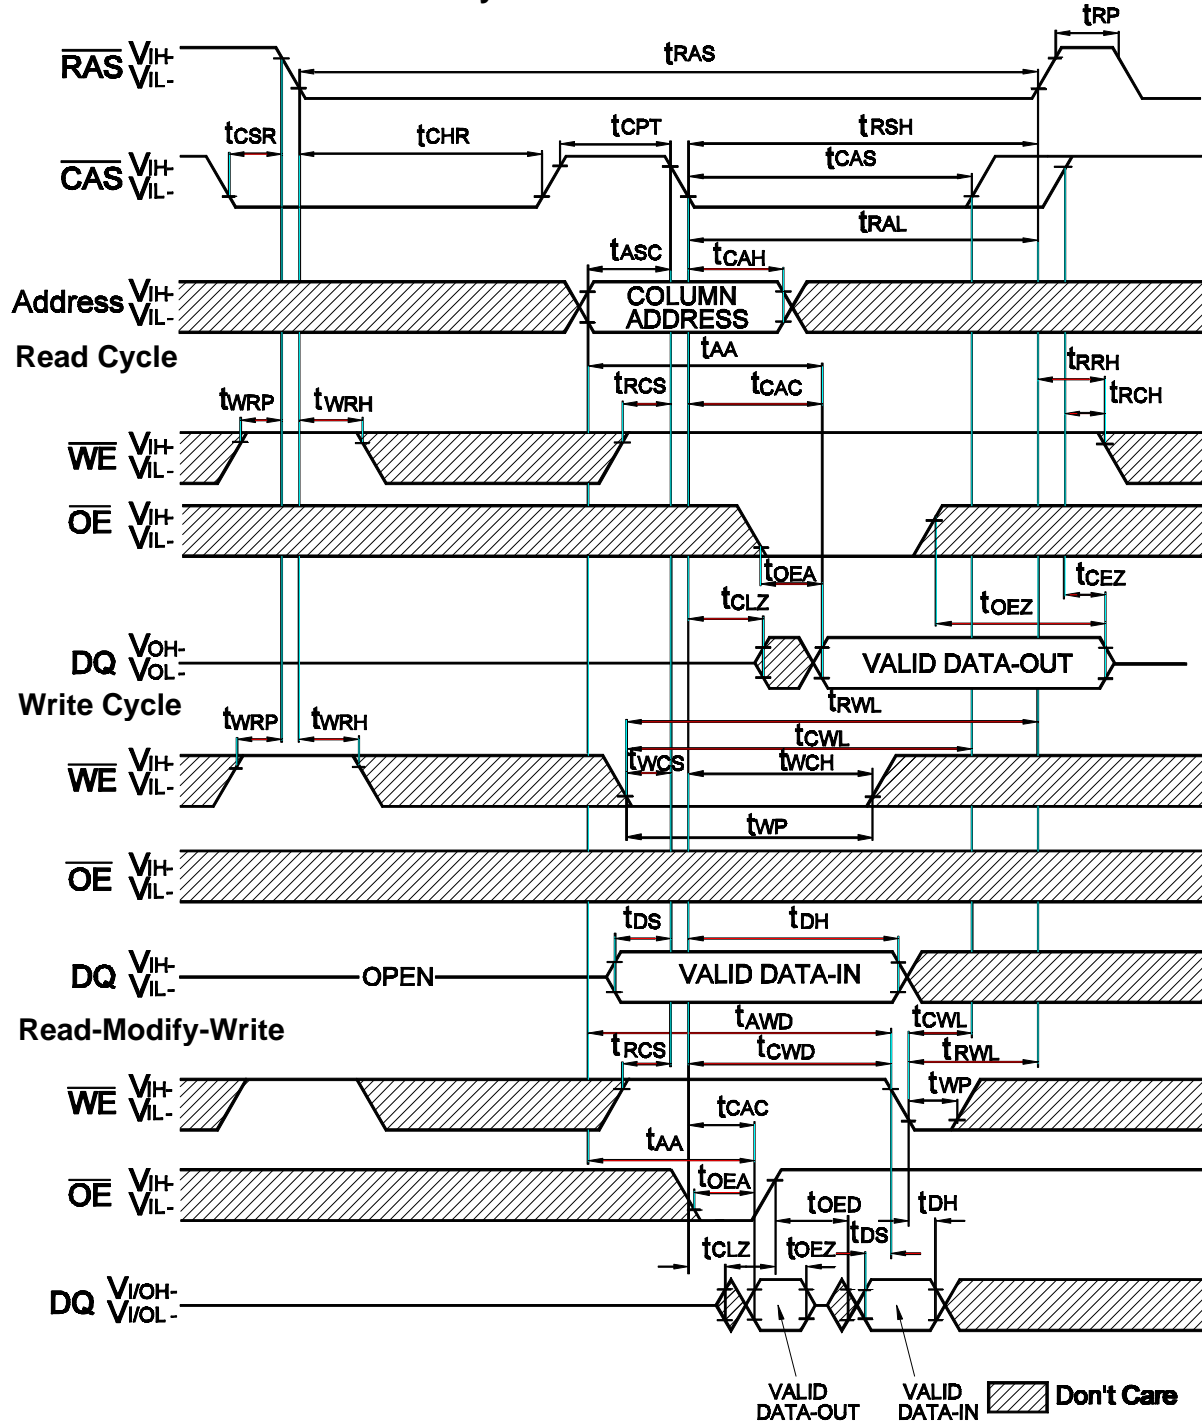 tRP
RAS VIH- tRAS
VIL-
tCSR tCHR tCPT tRSH
CAS VIH- tCAS
VIL-
tRAL
tASC tCAH
Address VIH- COLUMN
VIL- ADDRESS
Read Cycle tAA tRRH
tWRP tWRH tRCS tCAC tRCH
WE VIH-
VIL-
OE VIH-
VIL-
tOEA tCEZ
tCLZ tOEZ
DQ VOH- VALID DATA-OUT
VOL-
Write Cycle tRWL
tWRP tWRH tCWL
WE VIH- tWCS tWCH
VIL-
tWP
OE VIH-
VIL-
tDS tDH
DQ VIH- OPEN VALID DATA-IN
VIL-
Read-Modify-Write tAWD tCWL
tRCS tCWD tRWL
WE VIH- tWP
VIL- tCAC
tAA
OE VIH- tOEA
VIL- tOED tDH
tCLZ tOEZ tDS
DQ VI/OH-
VI/OL-
VALID DATA-OUT
VALID DATA-IN
Don't Care